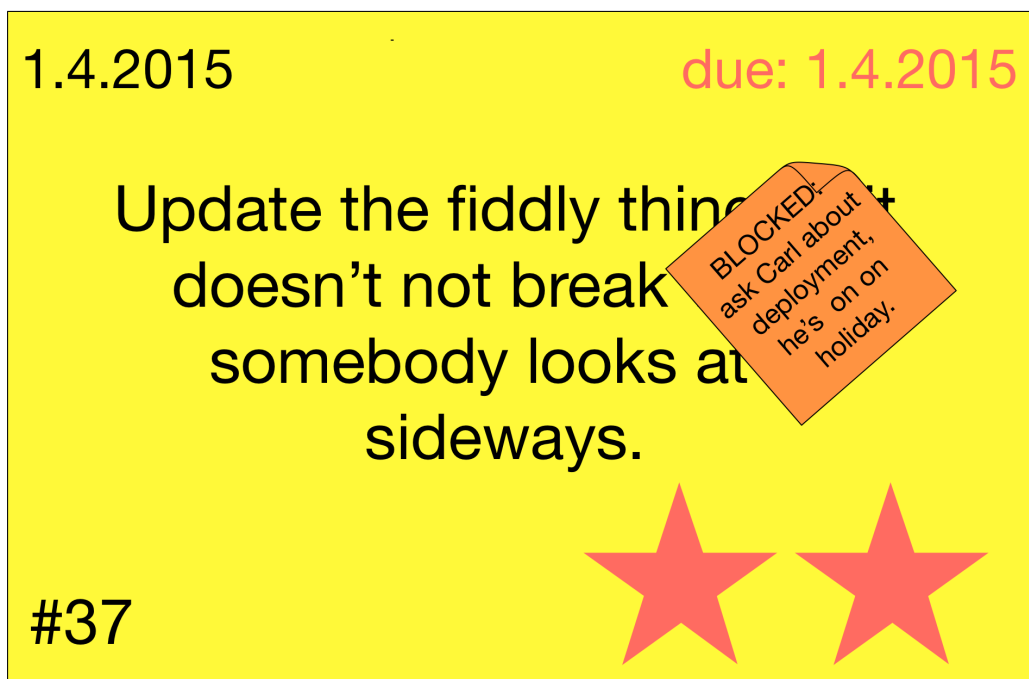 1.4.2015
due: 1.4.2015
Update the fiddly thing
doesn’t not break
somebody looks at
sideways.
BLOCKED:
ask Carl about
deployment,
he’s on on
holiday.
#37